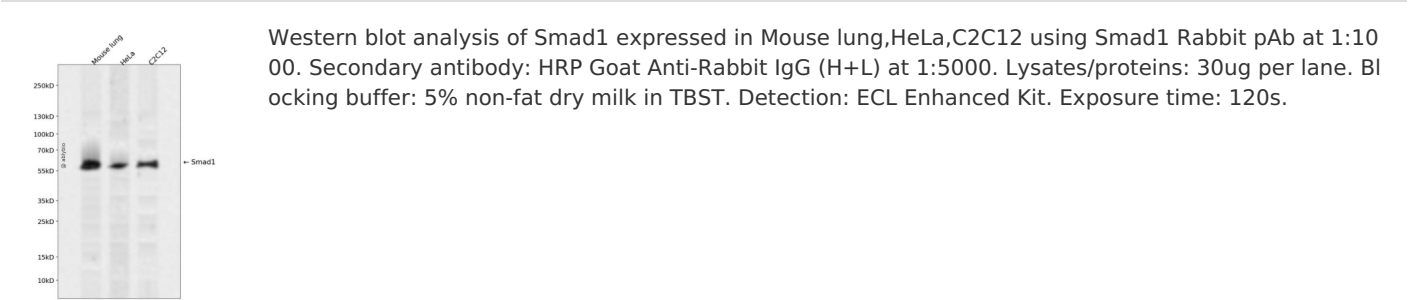 Mouse lung
HeLa
C2C12
Western blot analysis of Smad1 expressed in Mouse lung,HeLa,C2C12 using Smad1 Rabbit pAb at 1:10
00. Secondary antibody: HRP Goat Anti-Rabbit IgG (H+L) at 1:5000. Lysates/proteins: 30ug per lane. Bl
ocking buffer: 5% non-fat dry milk in TBST. Detection: ECL Enhanced Kit. Exposure time: 120s.
250kD
130kD
100kD
70kD
55kD
35kD
25kD
15kD
10kD
@ ablybio
← Smad1